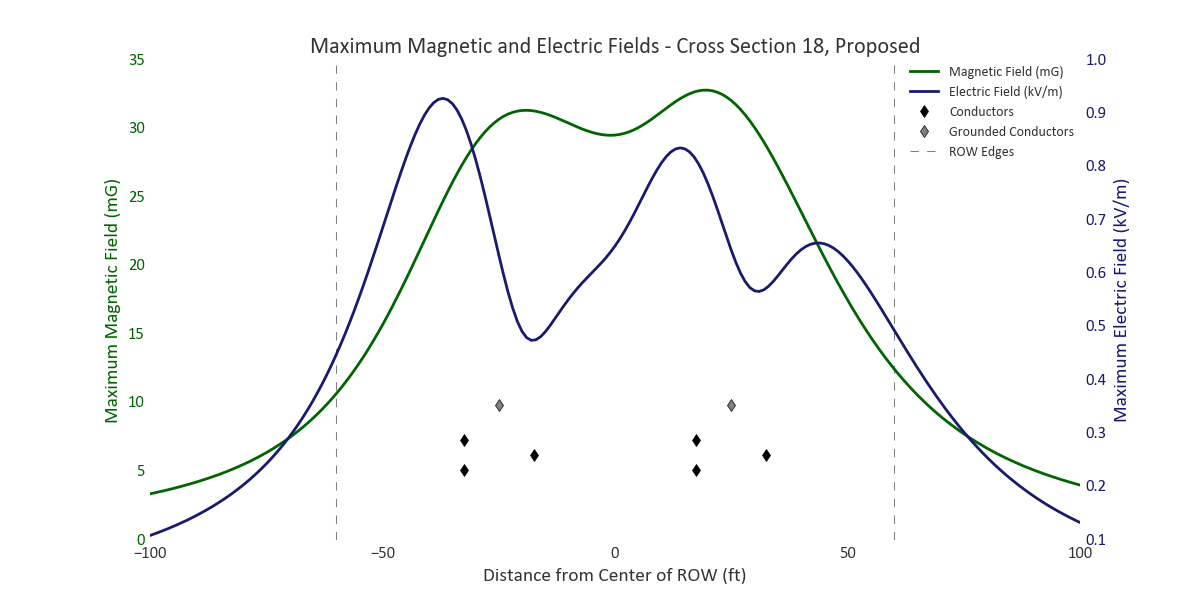 Maximum Magnetic and Electric Fields - Cross Section 18, Proposed
Maximum Magnetic Field (mG)
35
30
25
20
15
10
5
0
Magnetic Field (mG)
Electric Field (kV/m)
Conductors
Grounded Conductors
ROW Edges
1.0
0.9
0.8
0.7
0.6
0.5
0.4
0.3
0.2
0.1
Maximum Electric Field (kV/m)
−100 −50 0 50 100
Distance from Center of ROW (ft)